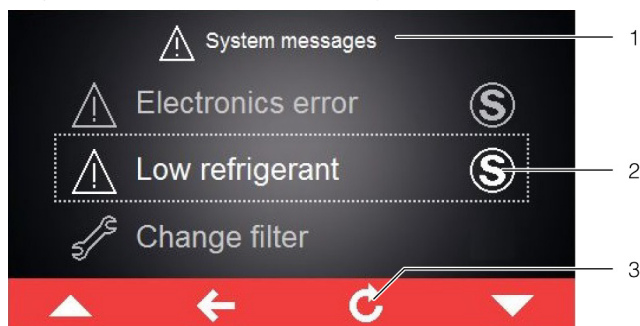 System messages
1
Electronics error
S
Low refrigerant
S
2
Change filter
3